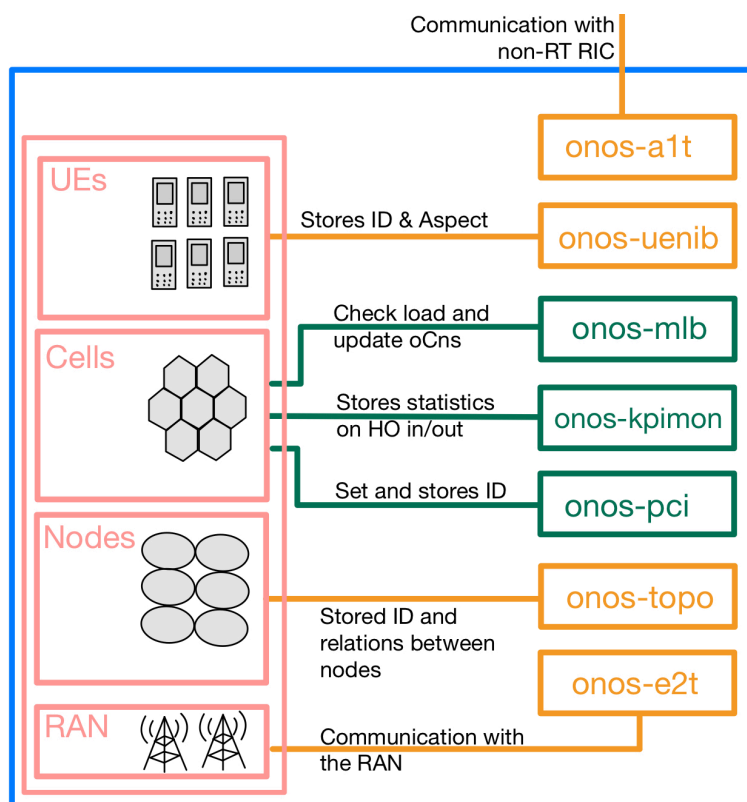 Communication with
non-RT RIC
onos-a1t
UEs
Stores ID & Aspect
onos-uenib
Cells
Check load and
update oCns
onos-mlb
Stores statistics
on HO in/out
onos-kpimon
Set and stores ID
onos-pci
Nodes
Stored ID and
relations between
nodes
onos-topo
onos-e2t
RAN
Communication with
the RAN